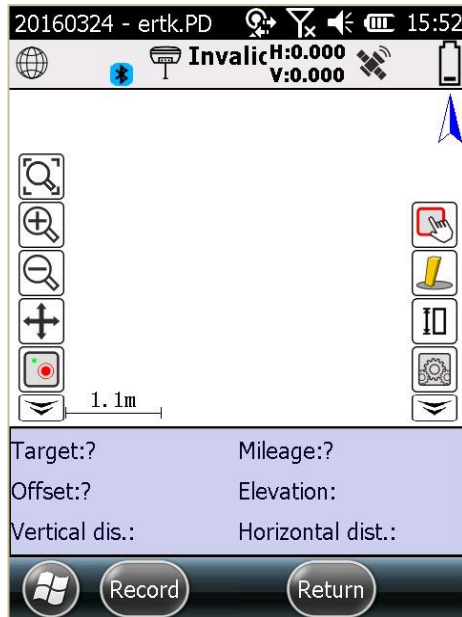 20160324 - ertk.PD 15:52
Invalid H:0.000
V:0.000
1.1m
Target:? Mileage:?
Offset:? Elevation:
Vertical dis.: Horizontal dist.:
Record Return